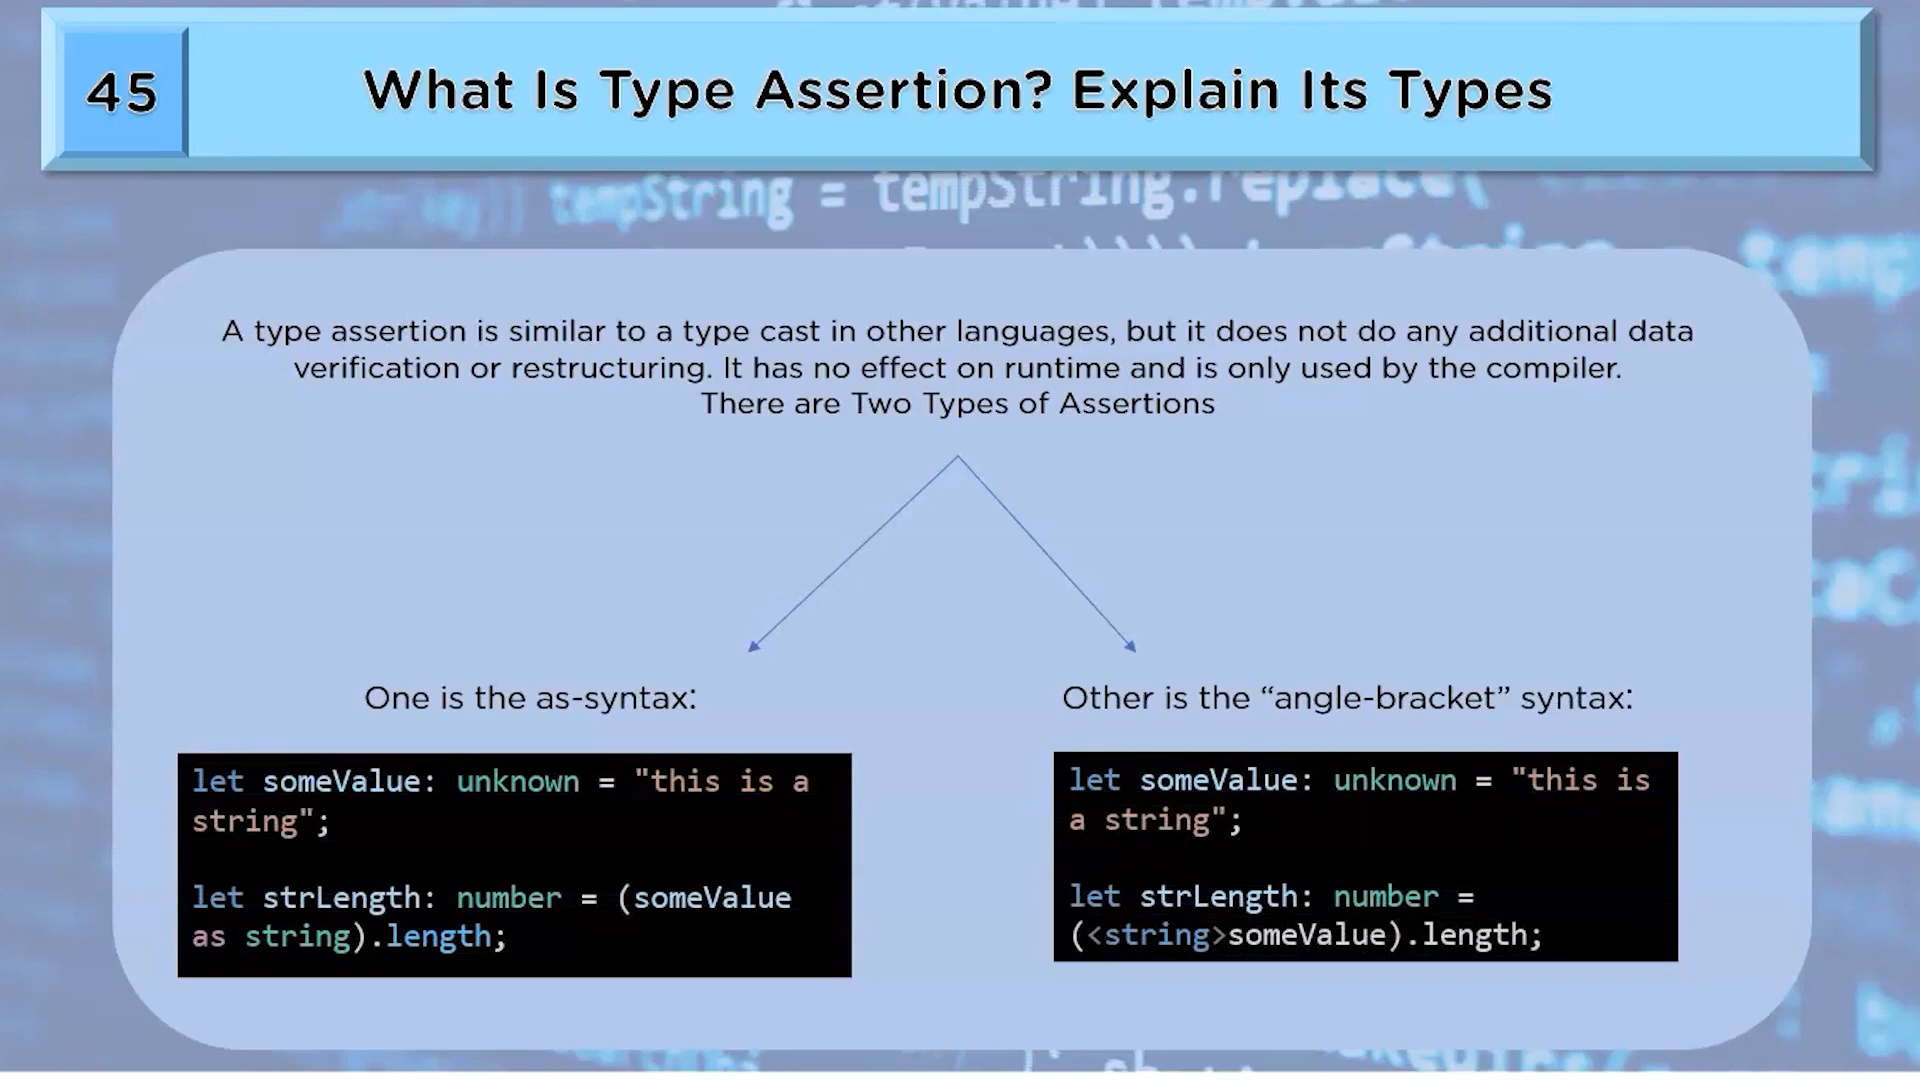 45
What Is Type Assertion? Explain Its Types
tempString = tempString.replace(
A type assertion is similar to a type cast in other languages, but it does not do any additional data
verification or restructuring. It has no effect on runtime and is only used by the compiler.
There are Two Types of Assertions
One is the as-syntax:
let someValue: unknown = "this is a
string";
let strLength: number = (someValue
as string).length;
Other is the “angle-bracket” syntax:
let someValue: unknown = "this is
a string";
let strLength: number =
(<string>someValue).length;